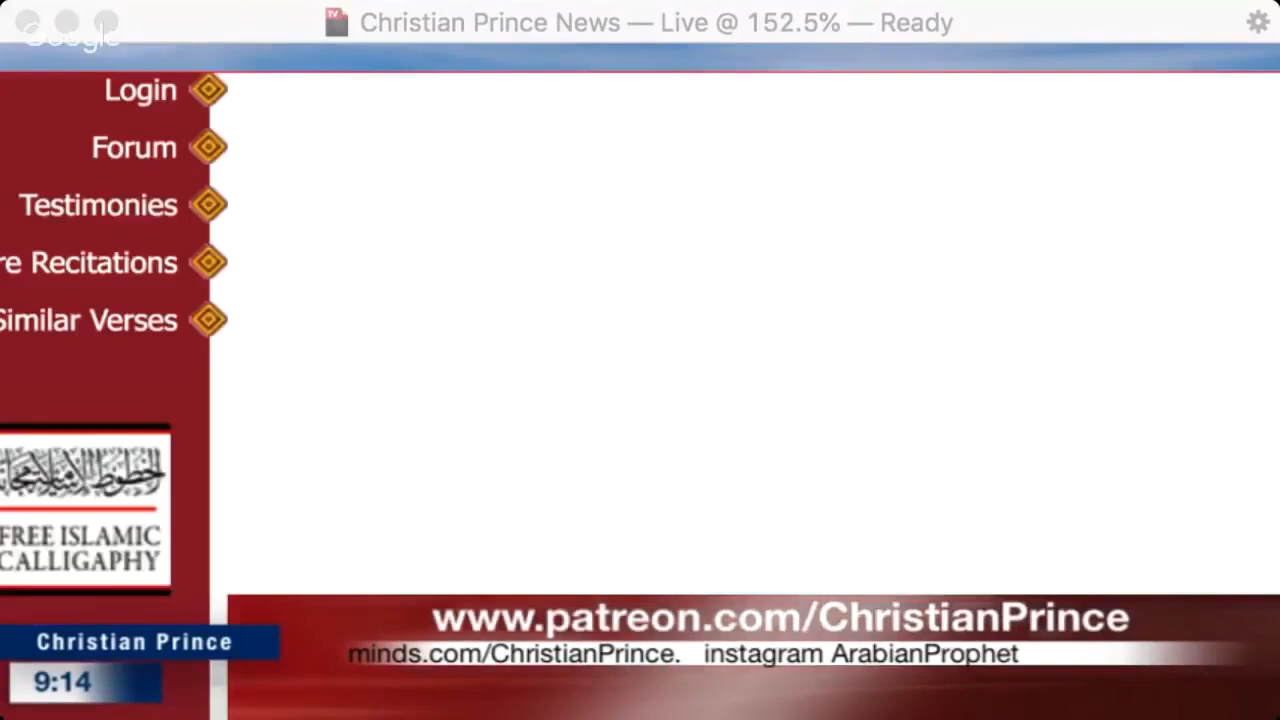 Christian Prince News — Live @ 152.5% — Ready
Google
Login
Forum
Testimonies
re Recitations
Similar Verses
FREE ISLAMIC
CALLIGAPHY
www.patreon.com/ChristianPrince
minds.com/ChristianPrince. instagram ArabianProphet
Christian Prince
9:14